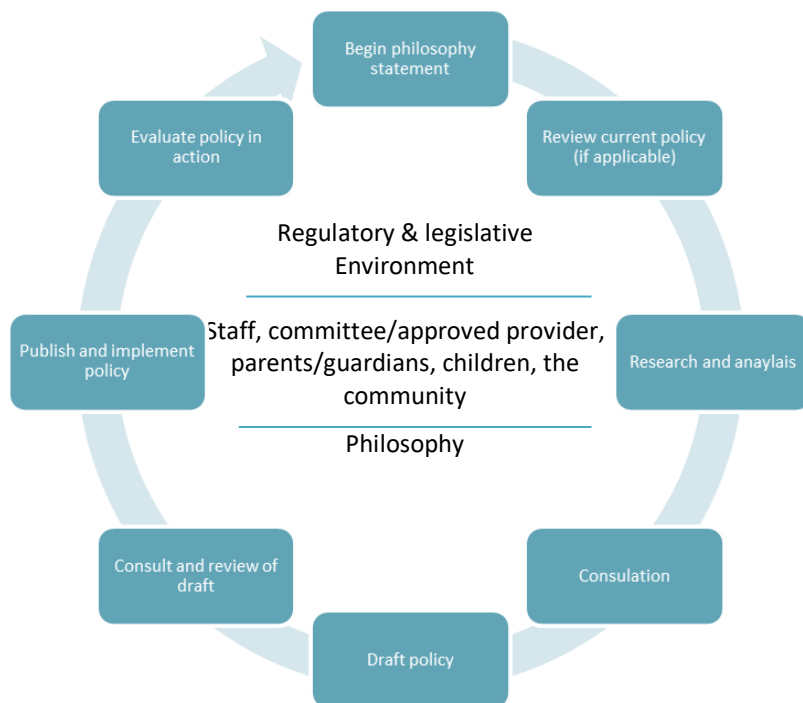 Begin philosophy
statement
Review current policy
(if applicable)
Research and anaylais
Consulation
Draft policy
Consult and review of
draft
Publish and implement
policy
Evaluate policy in
action
Regulatory & legislative
Environment
Staff, committee/approved provider,
parents/guardians, children, the
community
Philosophy